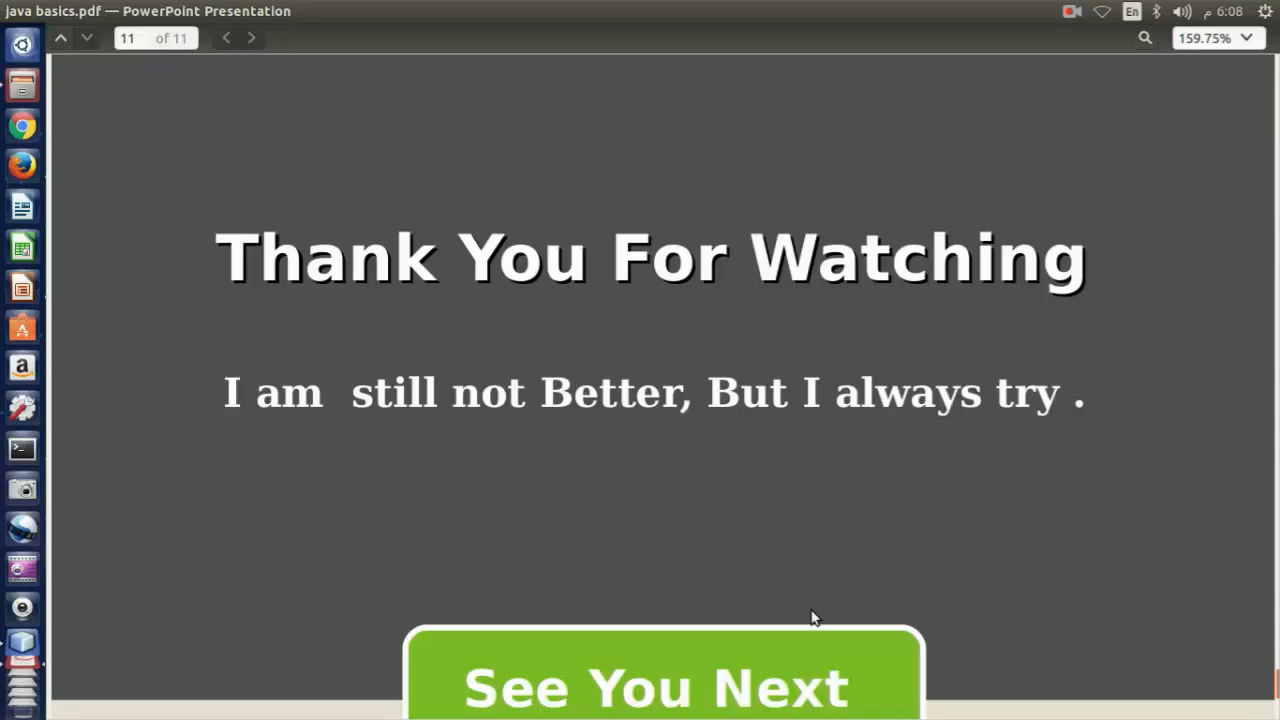 java basics.pdf — PowerPoint Presentation
En
م 6:08
11 of 11
159.75%
Thank You For Watching
I am  still not Better, But I always try .
See You Next